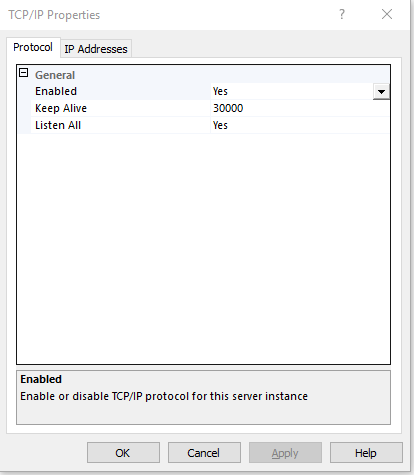 TCP/IP Properties
Protocol IP Addresses
General
Enabled Yes
Keep Alive 30000
Listen All Yes
Enabled
Enable or disable TCP/IP protocol for this server instance
OK Cancel Apply Help